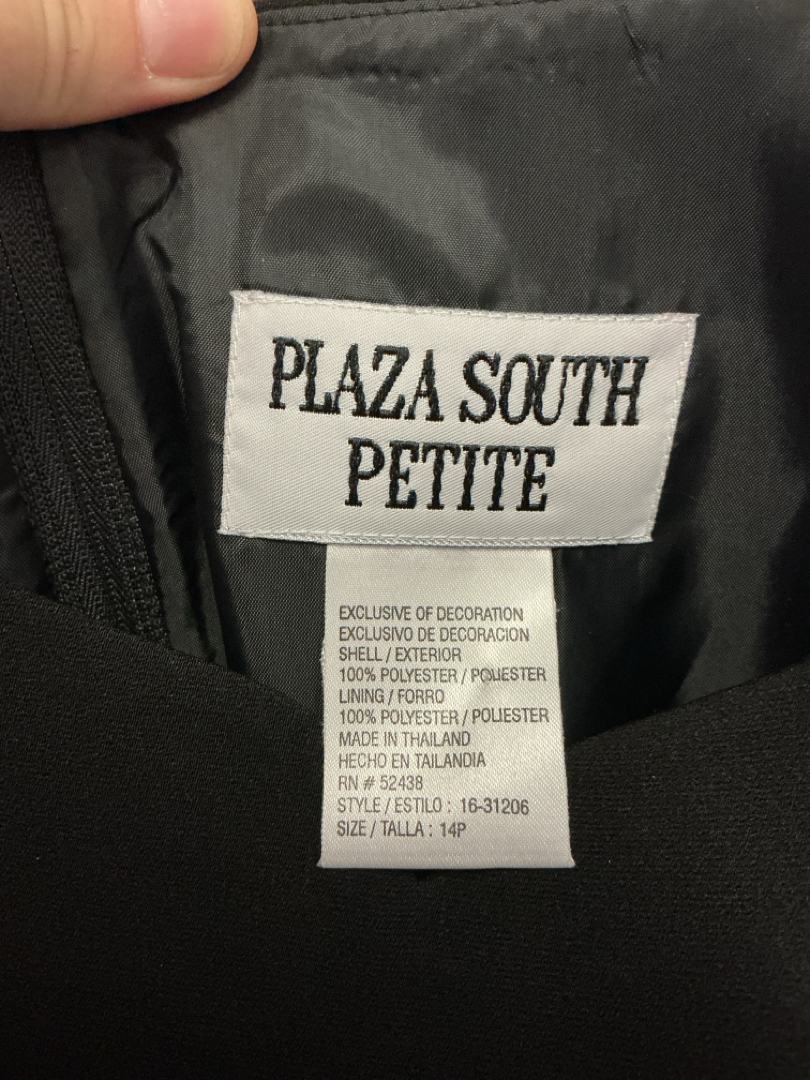 PLAZA SOUTH
PETITE
EXCLUSIVE OF DECORATION
EXCLUSIVO DE DECORACION
SHELL / EXTERIOR
100% POLYESTER / POLIESTER
LINING / FORRO
100% POLYESTER / POLIESTER
MADE IN THAILAND
HECHO EN TAILANDIA
RN # 52438
STYLE / ESTILO : 16-31206
SIZE / TALLA : 14P